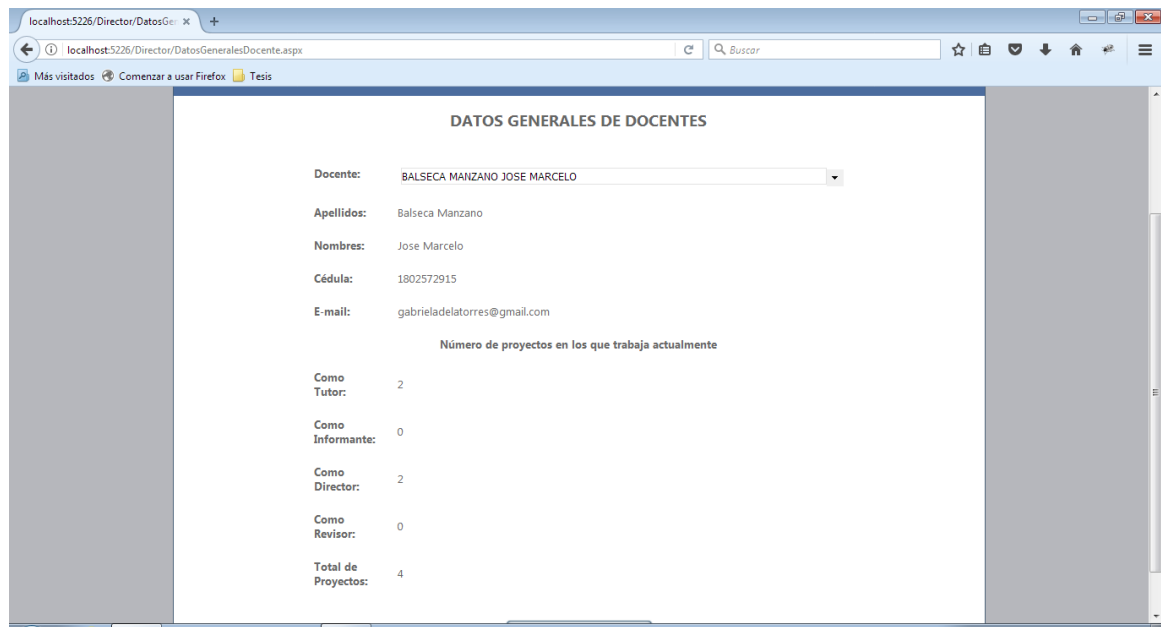 localhost:5226/Director/DatosGer
localhost:5226/Director/DatosGeneralesDocente.aspx
Buscar
Más visitados Comenzar a usar Firefox Tesis
DATOS GENERALES DE DOCENTES
Docente: BALSECA MANZANO JOSE MARCELO
Apellidos: Balseca Manzano
Nombres: Jose Marcelo
Cédula: 1802572915
E-mail: gabrieladelatorres@gmail.com
Número de proyectos en los que trabaja actualmente
Como
Tutor: 2
Como
Informante: 0
Como
Director: 2
Como
Revisor: 0
Total de
Proyectos: 4